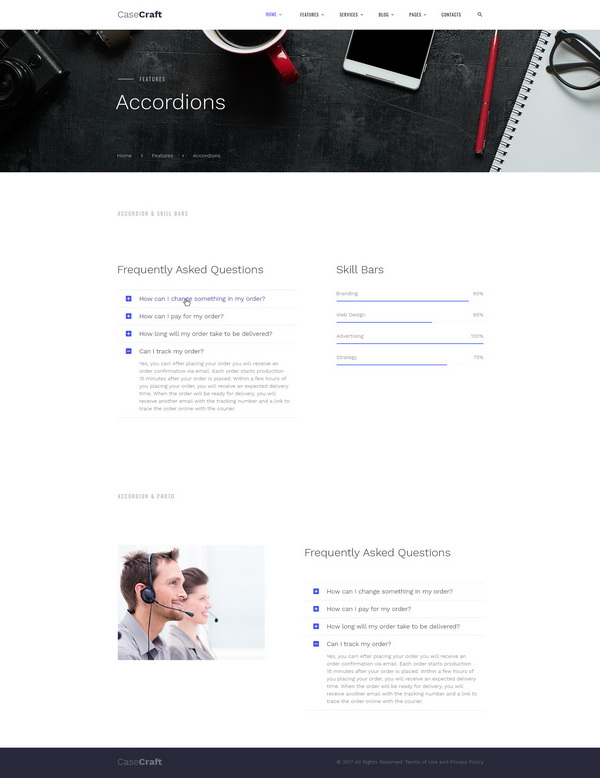 CaseCraft
HOME FEATURES SERVICES BLOG PAGES CONTACTS
FEATURES
Accordions
Home Features Accordions
ACCORDION & SKILL BARS
Frequently Asked Questions
How can I change something in my order?
How can I pay for my order?
How long will my order take to be delivered?
Can I track my order?
Yes, you can! After placing your order you will receive an
order confirmation via email. Each order starts production
15 minutes after your order is placed. Within a few hours of
you placing your order, you will receive an expected delivery
time. When the order will be ready for delivery, you will
receive another email with the tracking number and a link to
trace the order online with the courier.
Skill Bars
Branding 90%
Web Design 65%
Advertising 100%
Strategy 75%
ACCORDION & PHOTO
Frequently Asked Questions
How can I change something in my order?
How can I pay for my order?
How long will my order take to be delivered?
Can I track my order?
Yes, you can! After placing your order you will receive an
order confirmation via email. Each order starts production
15 minutes after your order is placed. Within a few hours of
you placing your order, you will receive an expected delivery
time. When the order will be ready for delivery, you will
receive another email with the tracking number and a link to
trace the order online with the courier.
CaseCraft
© 2017 All Rights Reserved Terms of Use and Privacy Policy